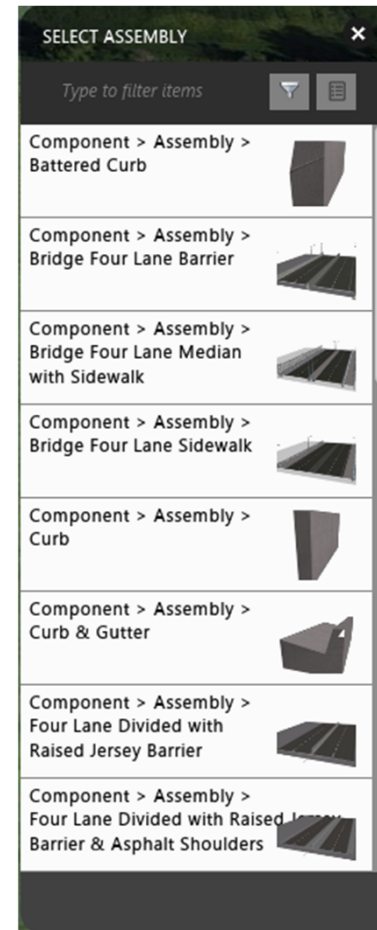 SELECT ASSEMBLY
Type to filter items
Component > Assembly >
Battered Curb
Component > Assembly >
Bridge Four Lane Barrier
Component > Assembly >
Bridge Four Lane Median
with Sidewalk
Component > Assembly >
Bridge Four Lane Sidewalk
Component > Assembly >
Curb
Component > Assembly >
Curb & Gutter
Component > Assembly >
Four Lane Divided with
Raised Jersey Barrier
Component > Assembly >
Four Lane Divided with Raised Jersey
Barrier & Asphalt Shoulders